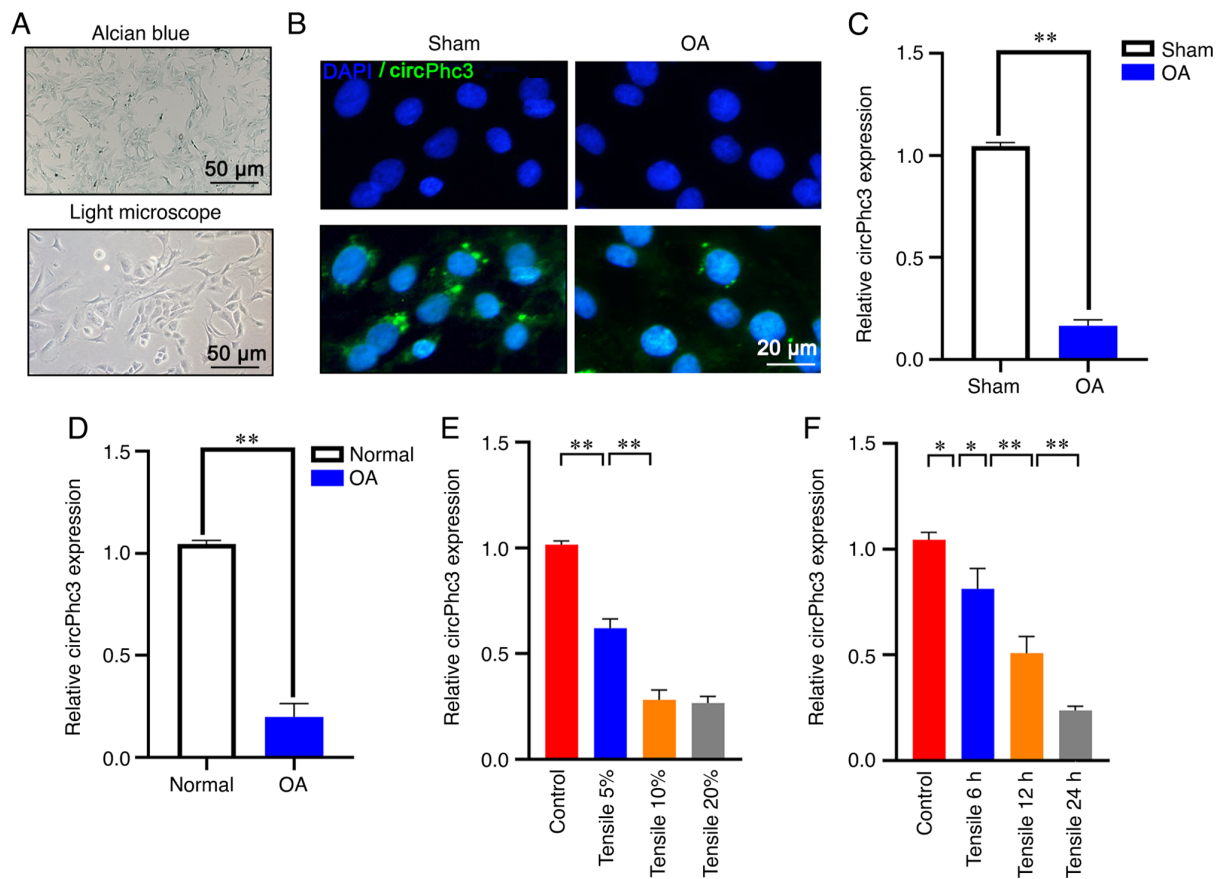 A
Alcian blue
50 µm
Light microscope
50 µm
B
Sham
OA
DAPI / circPhc3
20 µm
C
Relative circPhc3 expression
1.5
1.0
0.5
0.0
**
Sham
OA
Sham
OA
D
Relative circPhc3 expression
1.5
1.0
0.5
0.0
**
Normal
OA
Normal
OA
E
Relative circPhc3 expression
1.5
1.0
0.5
0.0
** **
Control
Tensile 5%
Tensile 10%
Tensile 20%
F
Relative circPhc3 expression
1.5
1.0
0.5
0.0
* * ** **
Control
Tensile 6 h
Tensile 12 h
Tensile 24 h